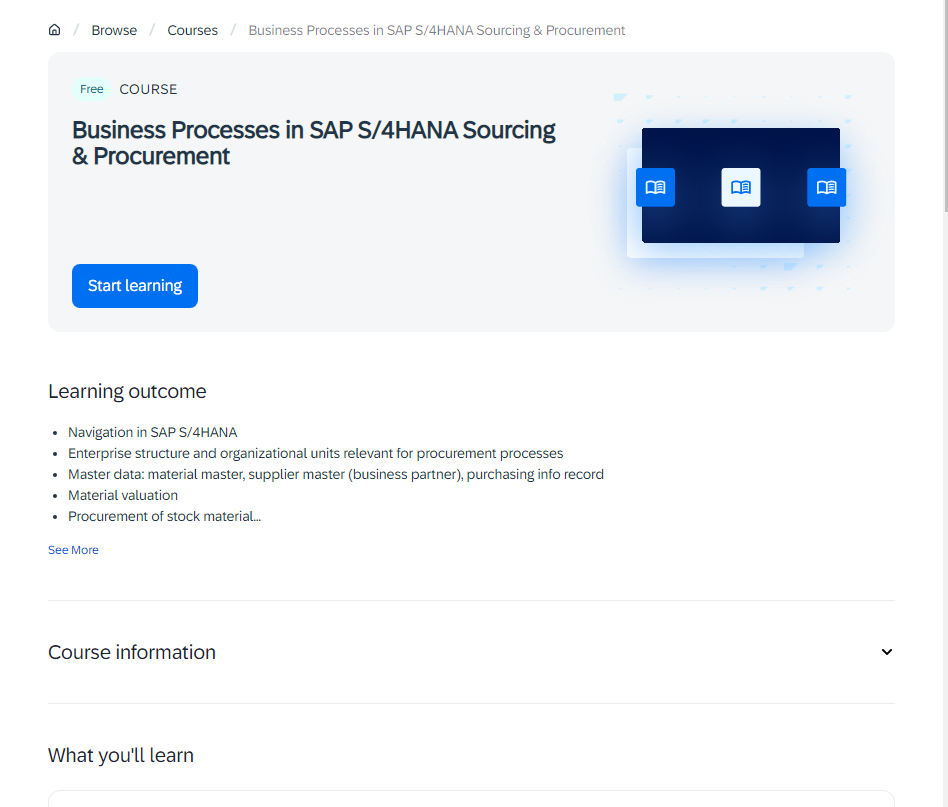 / Browse / Courses / Business Processes in SAP S/4HANA Sourcing & Procurement
Free COURSE
Business Processes in SAP S/4HANA Sourcing
& Procurement
Start learning
Learning outcome
• Navigation in SAP S/4HANA
• Enterprise structure and organizational units relevant for procurement processes
• Master data: material master, supplier master (business partner), purchasing info record
• Material valuation
• Procurement of stock material...
See More
Course information
What you'll learn